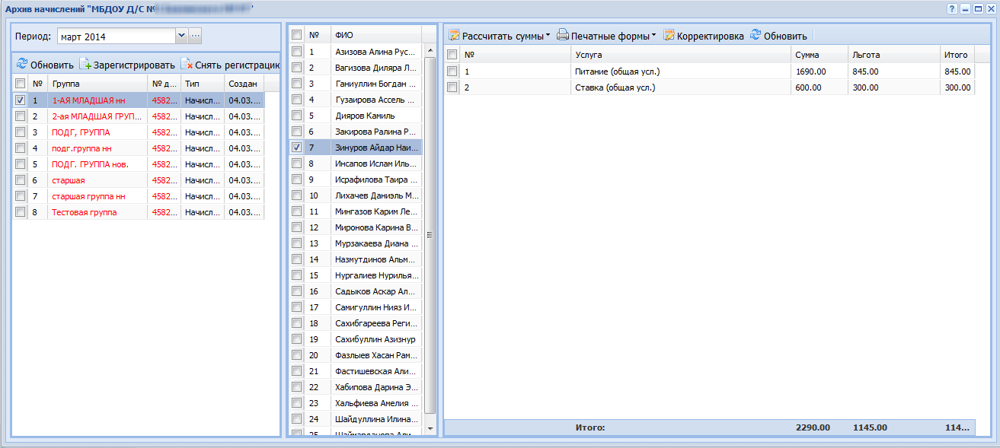 Архив начислений "МБДОУ Д/С №
Период: март 2014
Обновить Зарегистрировать Снять регистрацию
№ Группа № д... Тип Создан
1 1-АЯ МЛАДШАЯ нн 4582... Начисл... 04.03....
2 2-ая МЛАДШАЯ ГРУП... 4582... Начисл... 04.03....
3 ПОДГ, ГРУППА 4582... Начисл... 04.03....
4 подг.группа нн 4582... Начисл... 04.03....
5 ПОДГ. ГРУППА нов. 4582... Начисл... 04.03....
6 старшая 4582... Начисл... 04.03....
7 старшая группа нн 4582... Начисл... 04.03....
8 Тестовая группа 4582... Начисл... 04.03....
№ ФИО
1 Азизова Алина Рус...
2 Вагизова Диляра Л...
3 Ганиуллин Богдан ...
4 Гузаирова Ассель ...
5 Дияров Камиль
6 Закирова Ралина Р...
7 Зинуров Айдар Наи...
8 Инсапов Ислам Иль...
9 Исрафилова Таира ...
10 Лихачев Даниэль М...
11 Мингазов Карим Ле...
12 Миронова Карина В...
13 Мурзакаева Диана ...
14 Назмутдинов Альм...
15 Нургалиев Нурилья...
16 Садыков Аскар Ал...
17 Самигуллин Нияз И...
18 Сахибгареева Реги...
19 Сахибуллин Азизнур
20 Фазлыев Хасан Рам...
21 Фастишевская Али...
22 Хабипова Дарина Э...
23 Хальфиева Амелия ...
24 Шайдуллина Илина...
25 Шаймарданова Али...
Рассчитать суммы Печатные формы Корректировка Обновить
№ Услуга Сумма Льгота Итого
1 Питание (общая усл.) 1690.00 845.00 845.00
2 Ставка (общая усл.) 600.00 300.00 300.00
Итого: 2290.00 1145.00 114...